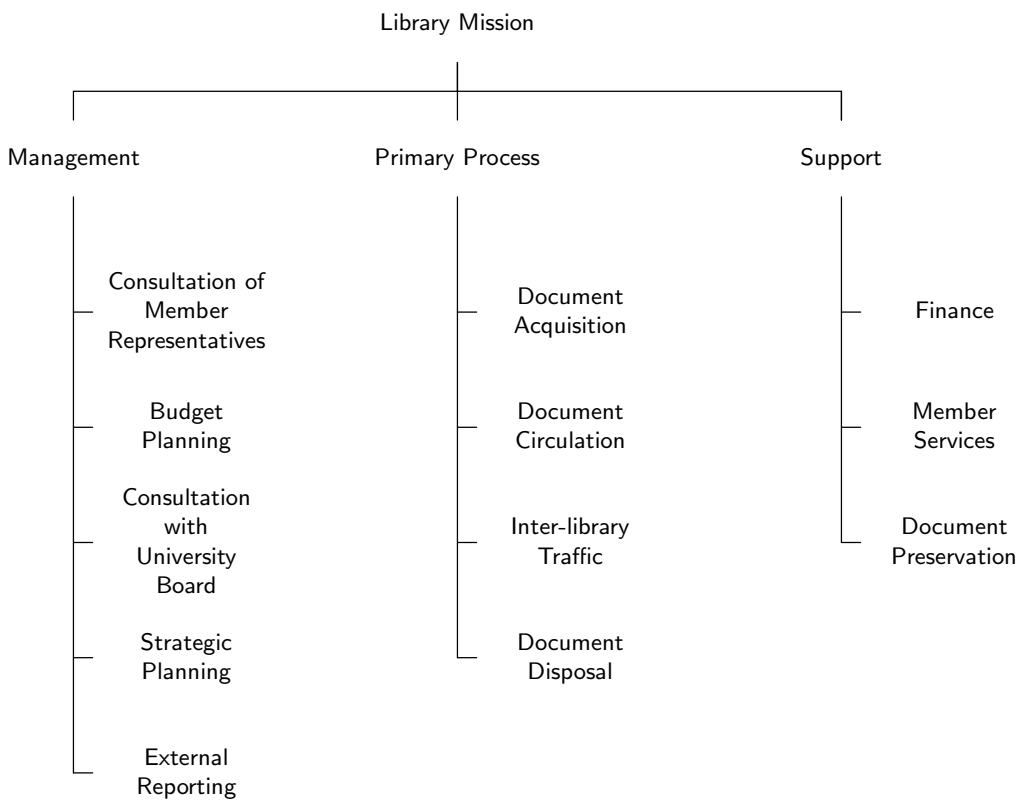 Library Mission
Management
Primary Process
Support
Consultation of
Member
Representatives
Budget
Planning
Consultation
with
University
Board
Strategic
Planning
External
Reporting
Document
Acquisition
Document
Circulation
Inter-library
Traffic
Document
Disposal
Finance
Member
Services
Document
Preservation